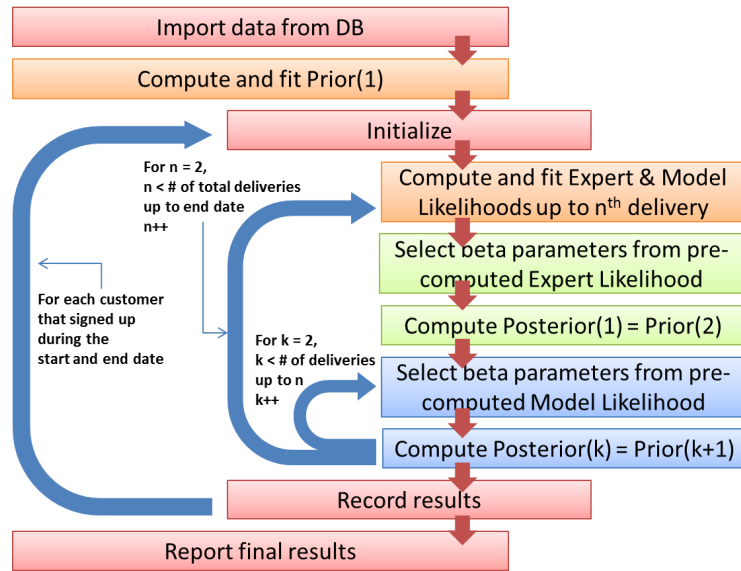 Import data from DB
Compute and fit Prior(1)
Initialize
For n = 2,
n < # of total deliveries
up to end date
n++
Compute and fit Expert & Model
Likelihoods up to nth delivery
Select beta parameters from pre-
computed Expert Likelihood
For each customer
that signed up
during the
start and end date
Compute Posterior(1) = Prior(2)
For k = 2,
k < # of deliveries
up to n
k++
Select beta parameters from pre-
computed Model Likelihood
Compute Posterior(k) = Prior(k+1)
Record results
Report final results